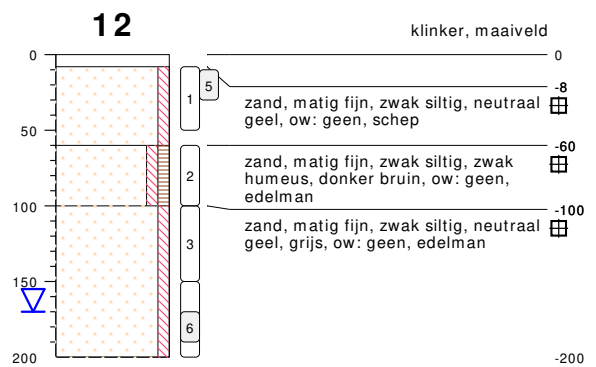 12
klinker, maaiveld
0
0
-8
5
1
zand, matig fijn, zwak siltig, neutraal
geel, ow: geen, schep
50
-60
zand, matig fijn, zwak siltig, zwak
humeus, donker bruin, ow: geen,
edelman
2
100
-100
zand, matig fijn, zwak siltig, neutraal
geel, grijs, ow: geen, edelman
3
150
6
200
-200